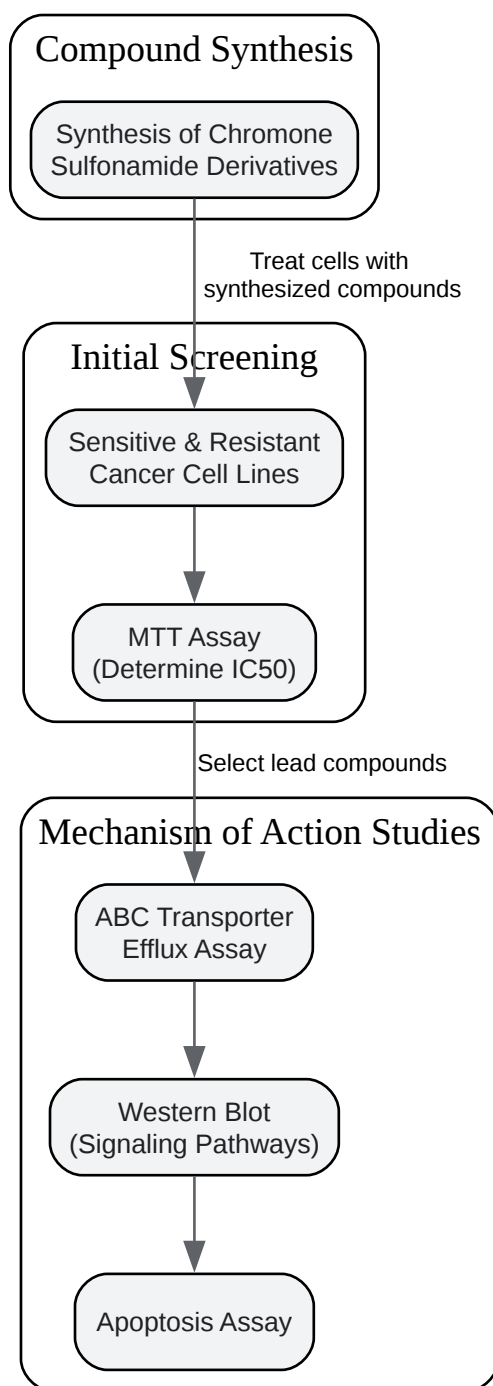 Compound Synthesis
Synthesis of Chromone
Sulfonamide Derivatives
Treat cells with
synthesized compounds
Initial Screening
Sensitive & Resistant
Cancer Cell Lines
MTT Assay
(Determine IC50)
Select lead compounds
Mechanism of Action Studies
ABC Transporter
Efflux Assay
Western Blot
(Signaling Pathways)
Apoptosis Assay